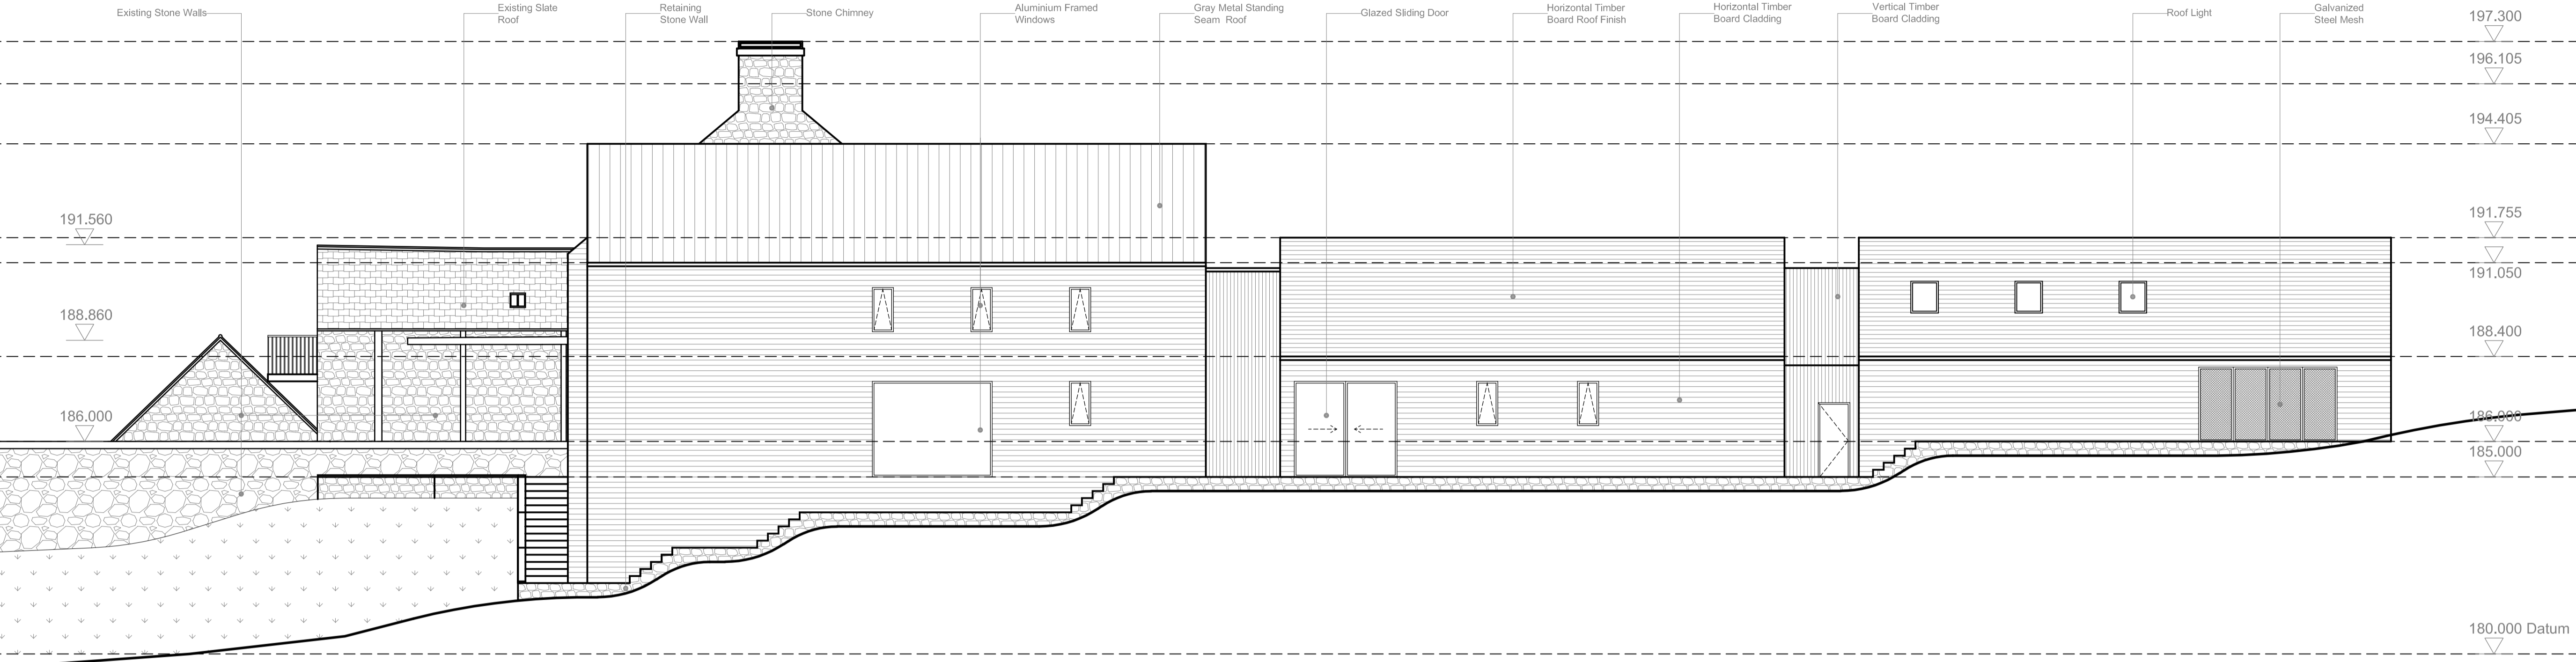 Existing Stone Walls
Existing Slate
Roof
Retaining
Stone Wall
Stone Chimney
Aluminium Framed
Windows
Gray Metal Standing
Seam Roof
Glazed Sliding Door
Horizontal Timber
Board Roof Finish
Horizontal Timber
Board Cladding
Vertical Timber
Board Cladding
Roof Light
Galvanized
Steel Mesh
197.300
196.105
194.405
191.560
191.755
191.050
188.860
188.400
186.000
186.000
185.000
180.000 Datum